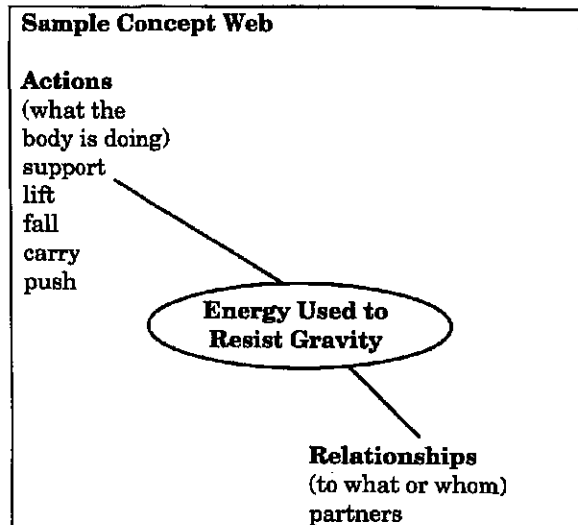 Sample Concept Web
Actions
(what the
body is doing)
support
lift
fall
carry
push
Energy Used to
Resist Gravity
Relationships
(to what or whom)
partners